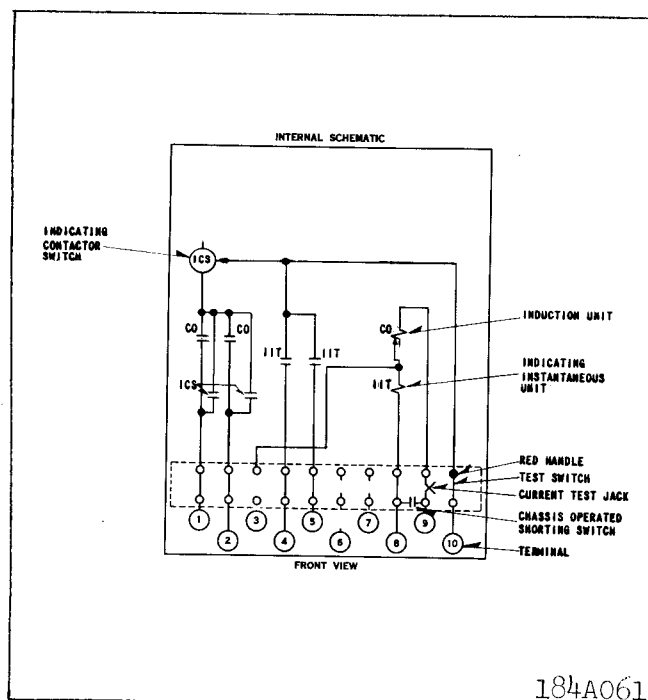 INTERNAL SCHEMATIC
INDICATING
CONTACTOR
SWITCH
ICS
CO
CO
CO
INDUCTION UNIT
IIT
IIT
IIT
INDICATING
INSTANTANEOUS
UNIT
ICS
RED HANDLE
TEST SWITCH
CURRENT TEST JACK
CHASSIS OPERATED
SHORTING SWITCH
TERMINAL
1
2
3
4
5
6
7
8
9
10
FRONT VIEW
184A061